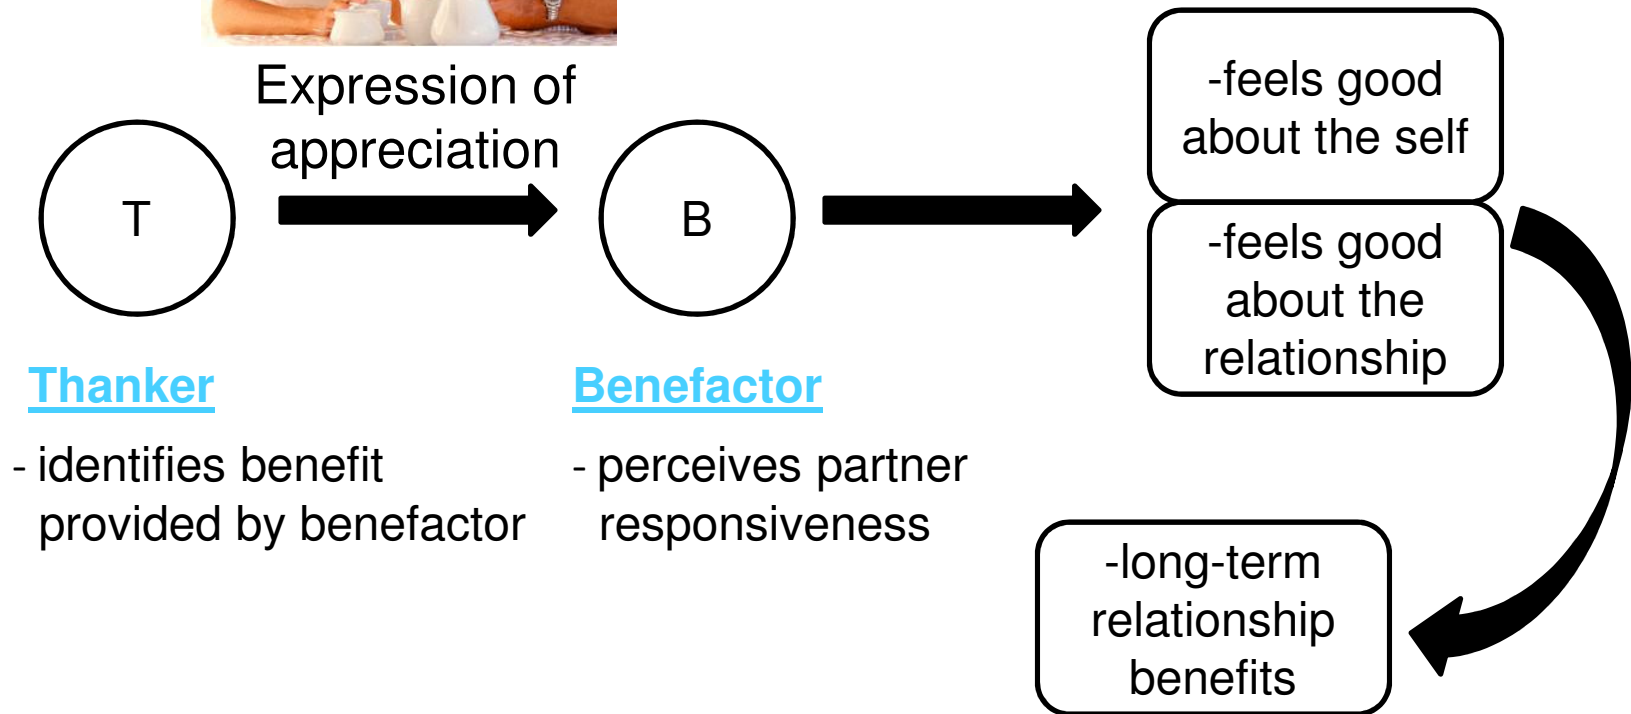 Expression of
appreciation
T
B
-feels good
about the self
-feels good
about the
relationship
Thanker
- identifies benefit
provided by benefactor
Benefactor
- perceives partner
responsiveness
-long-term
relationship
benefits